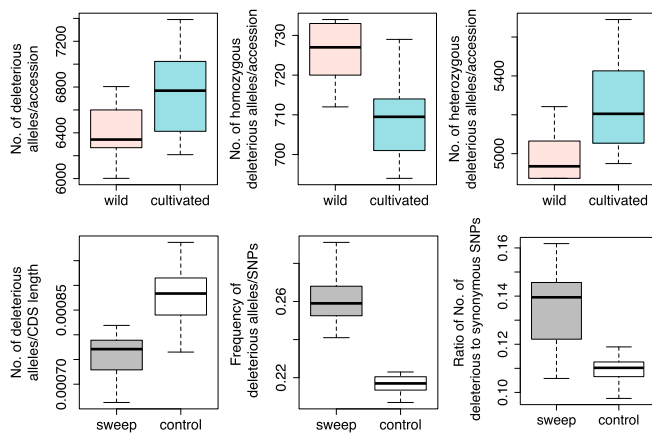 No. of deleterious
alleles/accession
6000 6400 6800 7200
wild cultivated
No. of homozygous
deleterious alleles/accession
700 710 720 730
wild cultivated
No. of heterozygous
deleterious alleles/accession
5000 5400
wild cultivated
No. of deleterious
alleles/CDS length
0.00070 0.00085
sweep control
Frequency of
deleterious alleles/SNPs
0.22 0.26
sweep control
Ratio of No. of
deleterious to synonymous SNPs
0.10 0.12 0.14 0.16
sweep control